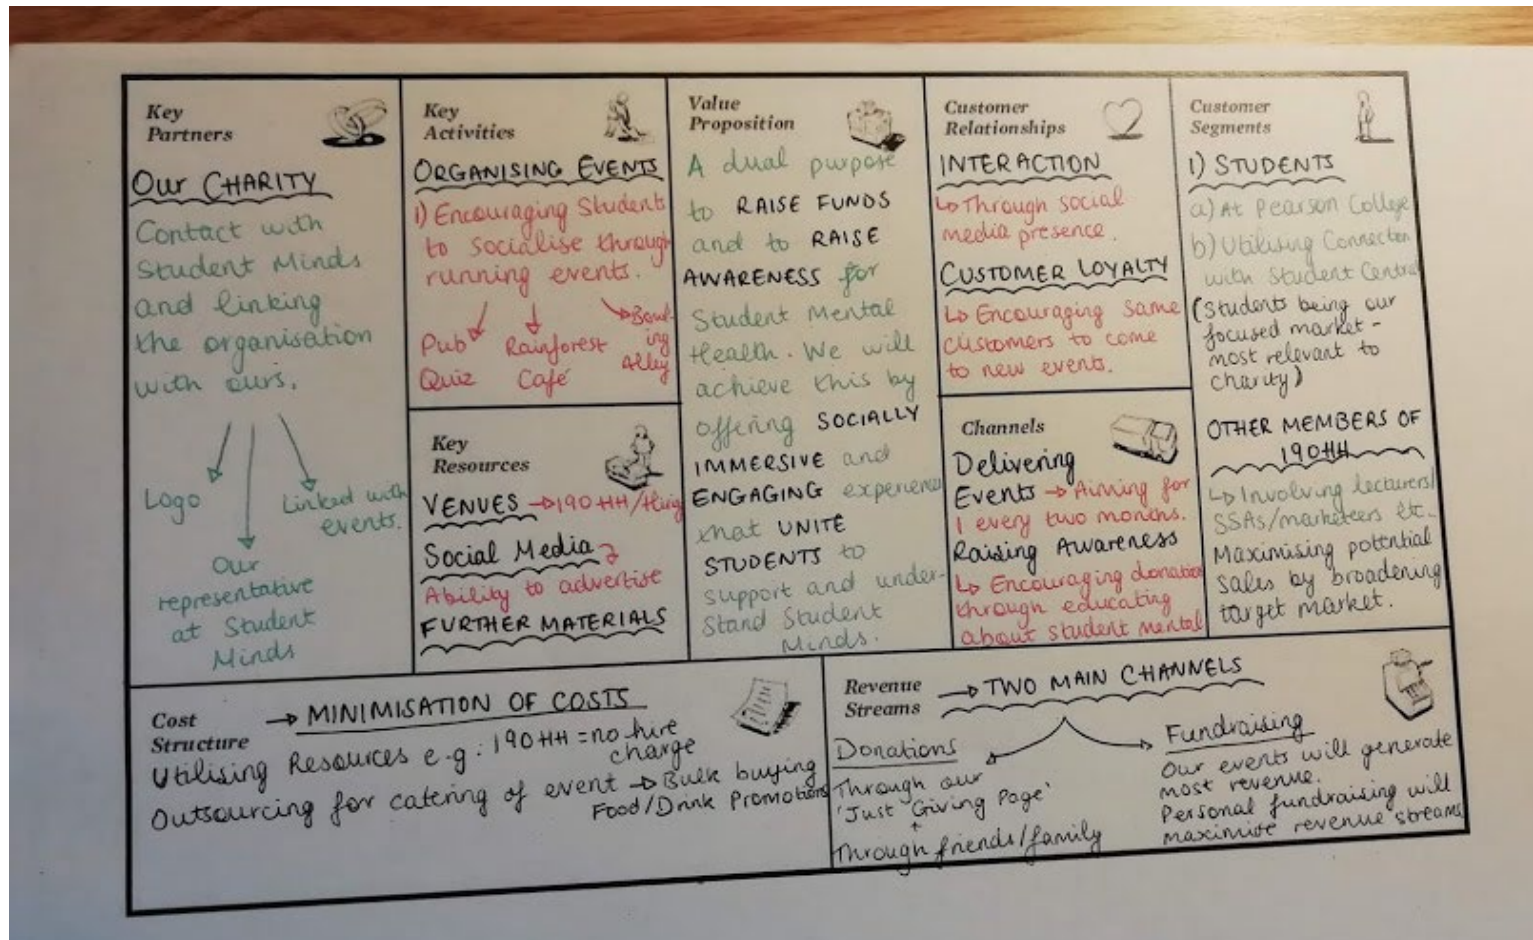 Key
Partners
OUR CHARITY
Contact with
Student Minds
and linking
the organisation
with ours.
Logo
Linked with
events.
Our
representative
at Student
Minds
Key
Activities
ORGANISING EVENTS
1) Encouraging Students
to socialise through
running events.
Pub
Quiz
Rainforest
Café
Bowl-
ing
Alley
Key
Resources
VENUES → 190HH/Hiring
Social Media
Ability to advertise
FURTHER MATERIALS
Value
Proposition
A dual purpose
to RAISE FUNDS
and to RAISE
AWARENESS for
Student Mental
Health. We will
achieve this by
offering SOCIALLY
IMMERSIVE and
ENGAGING experience
that UNITE
STUDENTS to
support and under-
stand Student
Minds.
Customer
Relationships
INTERACTION
↳ Through social
media presence.
CUSTOMER LOYALTY
↳ Encouraging same
customers to come
to new events.
Channels
Delivering
Events → Aiming for
1 every two months.
Raising Awareness
↳ Encouraging donation
through educating
about student mental
Customer
Segments
1) STUDENTS
a) At Pearson College
b) Utilising Connection
with Student Central
(Students being our
focused market -
most relevant to
charity)
OTHER MEMBERS OF
190HH
↳ Involving lecturers/
SSAs/marketeers etc.
Maximising potential
sales by broadening
target market.
Cost
Structure
→ MINIMISATION OF COSTS
Utilising Resources e.g: 190HH = no hire
charge
Outsourcing for catering of event → Bulk buying
Food/Drink Promotions
Revenue
Streams
→ TWO MAIN CHANNELS
Donations
Through our
'Just Giving Page'
+
Through friends/family
Fundraising
Our events will generate
most revenue.
Personal fundraising will
maximise revenue streams